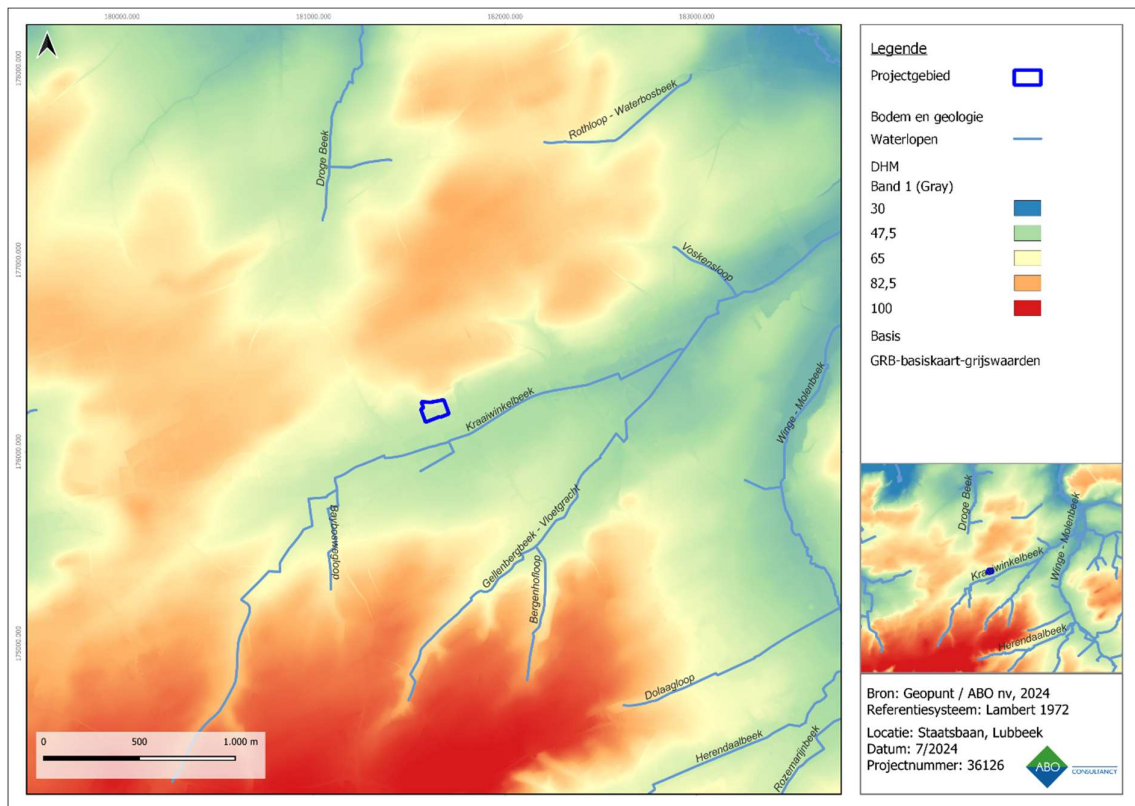 180000.000
181000.000
182000.000
183000.000
178000.000
177000.000
176000.000
175000.000
Droge Beek
Rothloop - Waterbosbeek
Voskensloop
Kraaiwinkelbeek
Winge - Molenbeek
Gellenbergbeek - Vloetgracht
Bergenhofloop
Dolaagloop
Herendaalbeek
Rozemarijnbeek
0 500 1.000 m
Legende
Projectgebied
Bodem en geologie
Waterlopen
DHM
Band 1 (Gray)
30
47,5
65
82,5
100
Basis
GRB-basiskaart-grijswaarden
Droge Beek
Kraaiwinkelbeek
Winge - Molenbeek
Herendaalbeek
Bron: Geopunt / ABO nv, 2024
Referentiesysteem: Lambert 1972
Locatie: Staatsbaan, Lubbeek
Datum: 7/2024
Projectnummer: 36126
ABO CONSULTANCY